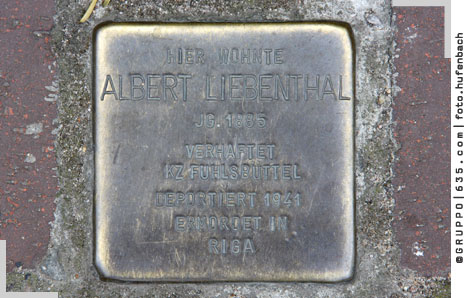 HIER WOHNTE
ALBERT LIEBENTHAL
JG. 1885
VERHAFTET
KZ FUHLSBÜTTEL
DEPORTIERT 1941
ERMORDET IN
RIGA
©GRUPPO|635.com|foto.hufenbach